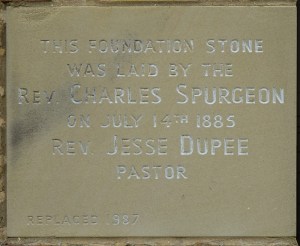 THIS FOUNDATION STONE
WAS LAID BY THE
REV. CHARLES SPURGEON
ON JULY 14TH 1885
REV. JESSE DUPEE
PASTOR
REPLACED 1987